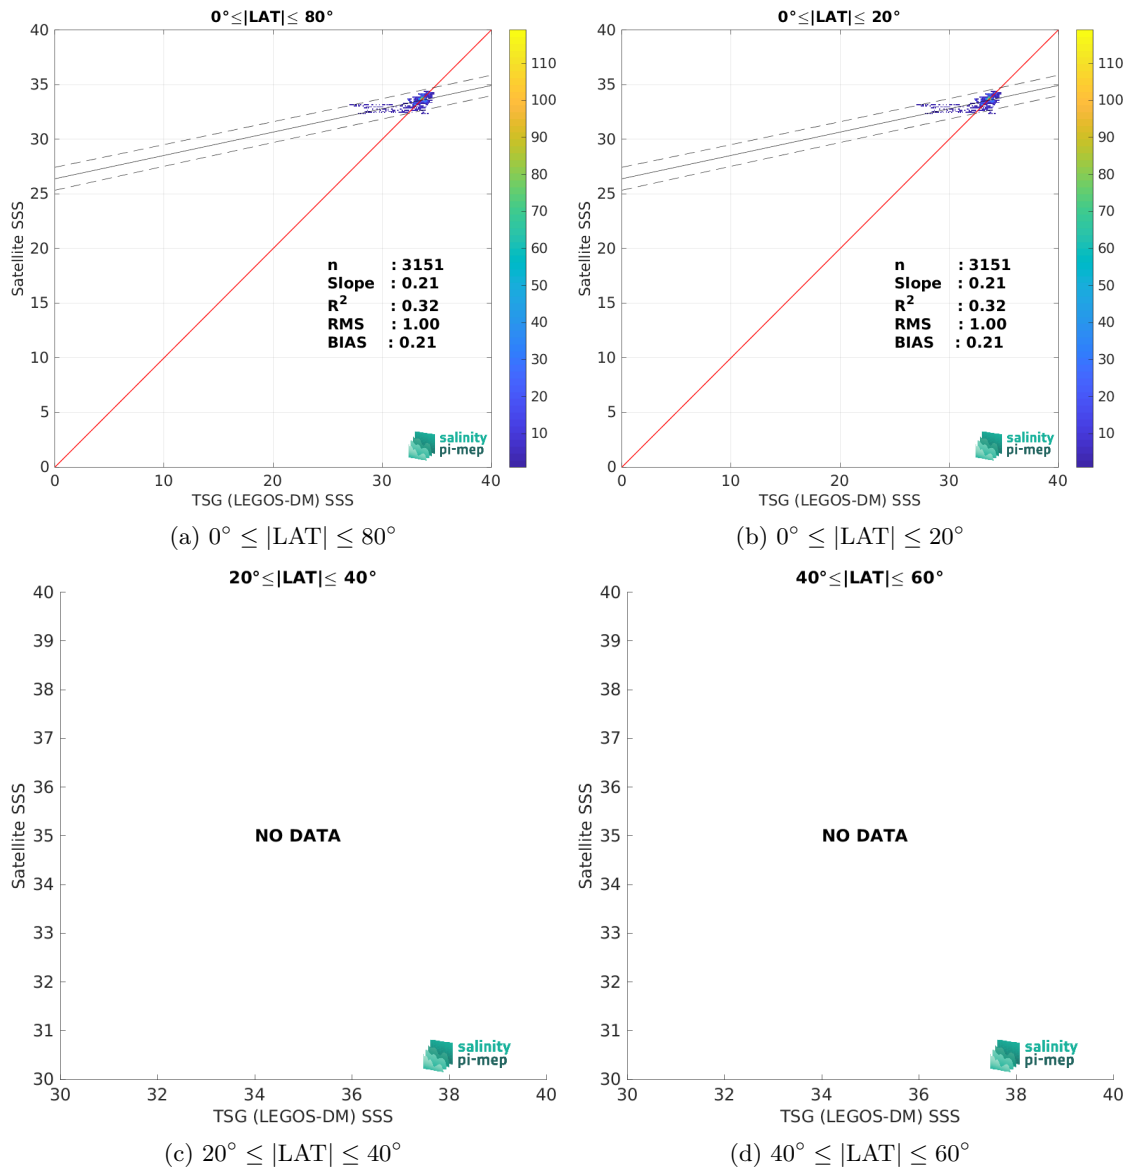 0°≤|LAT|≤ 80°
40
35
30
25
20
15
10
5
0
Satellite SSS
n : 3151
Slope : 0.21
R² : 0.32
RMS : 1.00
BIAS : 0.21
salinity
pi-mep
0 10 20 30 40
TSG (LEGOS-DM) SSS
110
100
90
80
70
60
50
40
30
20
10
(a) 0° ≤ |LAT| ≤ 80°
0°≤|LAT|≤ 20°
40
35
30
25
20
15
10
5
0
Satellite SSS
n : 3151
Slope : 0.21
R² : 0.32
RMS : 1.00
BIAS : 0.21
salinity
pi-mep
0 10 20 30 40
TSG (LEGOS-DM) SSS
110
100
90
80
70
60
50
40
30
20
10
(b) 0° ≤ |LAT| ≤ 20°
20°≤|LAT|≤ 40°
40
39
38
37
36
35
34
33
32
31
30
Satellite SSS
NO DATA
salinity
pi-mep
30 32 34 36 38 40
TSG (LEGOS-DM) SSS
(c) 20° ≤ |LAT| ≤ 40°
40°≤|LAT|≤ 60°
40
39
38
37
36
35
34
33
32
31
30
Satellite SSS
NO DATA
salinity
pi-mep
30 32 34 36 38 40
TSG (LEGOS-DM) SSS
(d) 40° ≤ |LAT| ≤ 60°